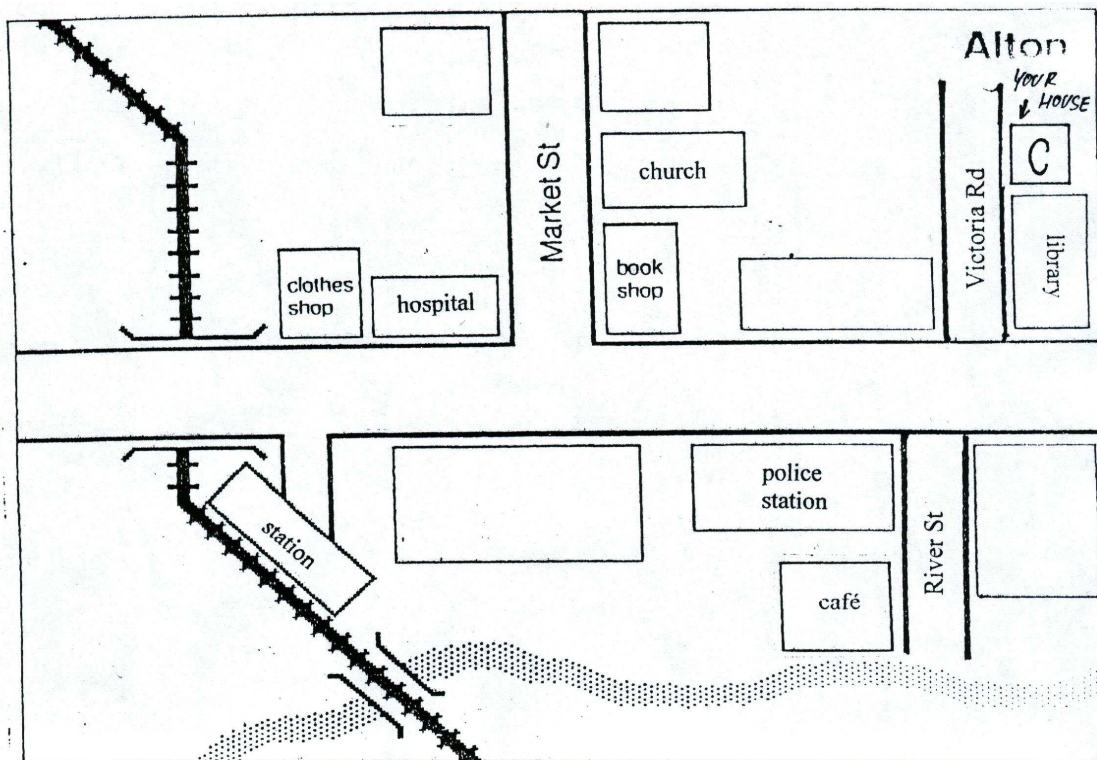 Alton
YOUR
HOUSE
C
Market St
church
Victoria Rd
library
clothes
shop
hospital
book
shop
station
police
station
River St
café